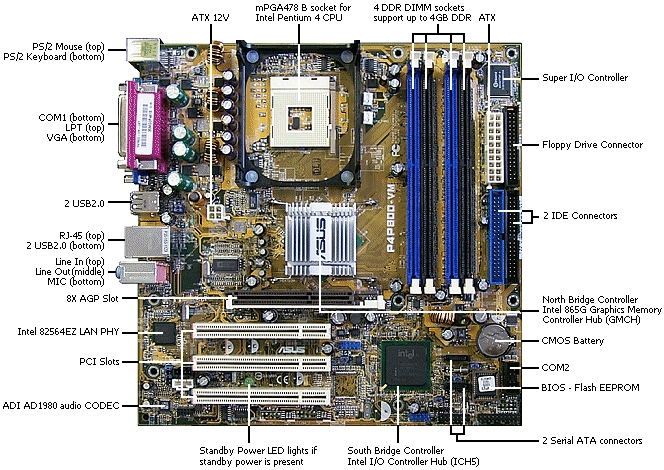 ATX 12V
mPGA478 B socket for
Intel Pentium 4 CPU
4 DDR DIMM sockets
support up to 4GB DDR
ATX
PS/2 Mouse (top)
PS/2 Keyboard (bottom)
Super I/O Controller
COM1 (bottom)
LPT (top)
VGA (bottom)
Floppy Drive Connector
2 USB2.0
2 IDE Connectors
RJ-45 (top)
2 USB2.0 (bottom)
P4P800-VM
ASUS
Line In (top)
Line Out(middle)
MIC (bottom)
8X AGP Slot
North Bridge Controller
Intel 865G Graphics Memory
Controller Hub (GMCH)
Intel 82564EZ LAN PHY
CMOS Battery
ASUS
PCI Slots
intel
COM2
BIOS - Flash EEPROM
ADI AD1980 audio CODEC
2 Serial ATA connectors
Standby Power LED lights if
standby power is present
South Bridge Controller
Intel I/O Controller Hub (ICH5)